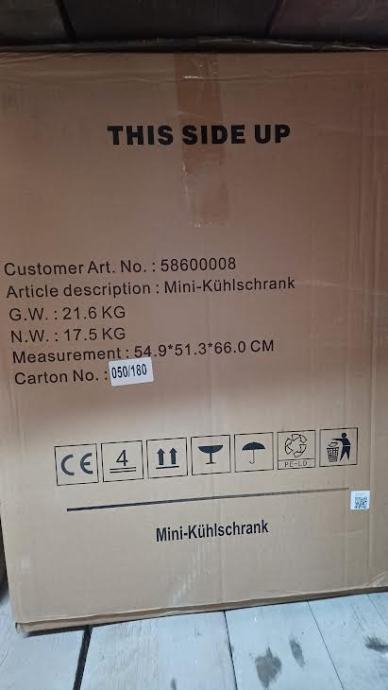 THIS SIDE UP
Customer Art. No. : 58600008
Article description : Mini-Kühlschrank
G.W. : 21.6 KG
N.W. : 17.5 KG
Measurement : 54.9*51.3*66.0 CM
Carton No. : 050/180
CE 4 PE-LD
Mini-Kühlschrank